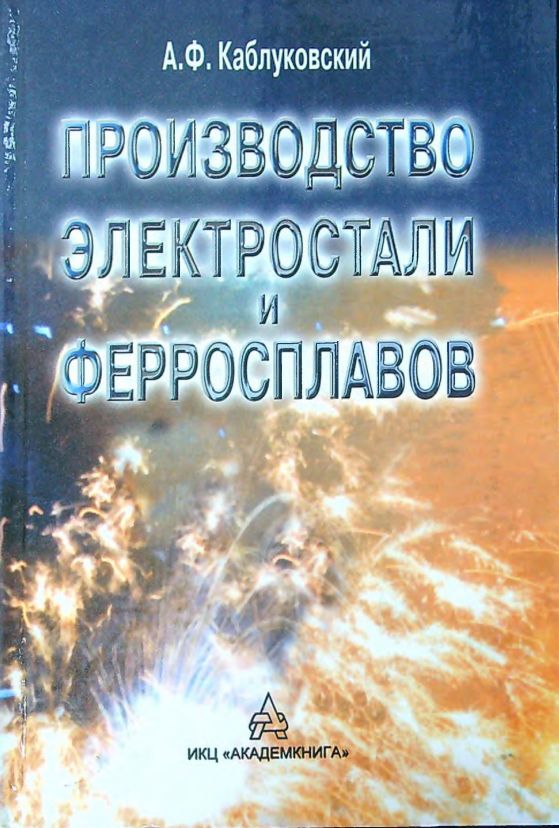 А.Ф. Каблуковский
ПРОИЗВОДСТВО
ЭЛЕКТРОСТАЛИ
И
ФЕРРОСПЛАВОВ
ИКЦ «АКАДЕМКНИГА»